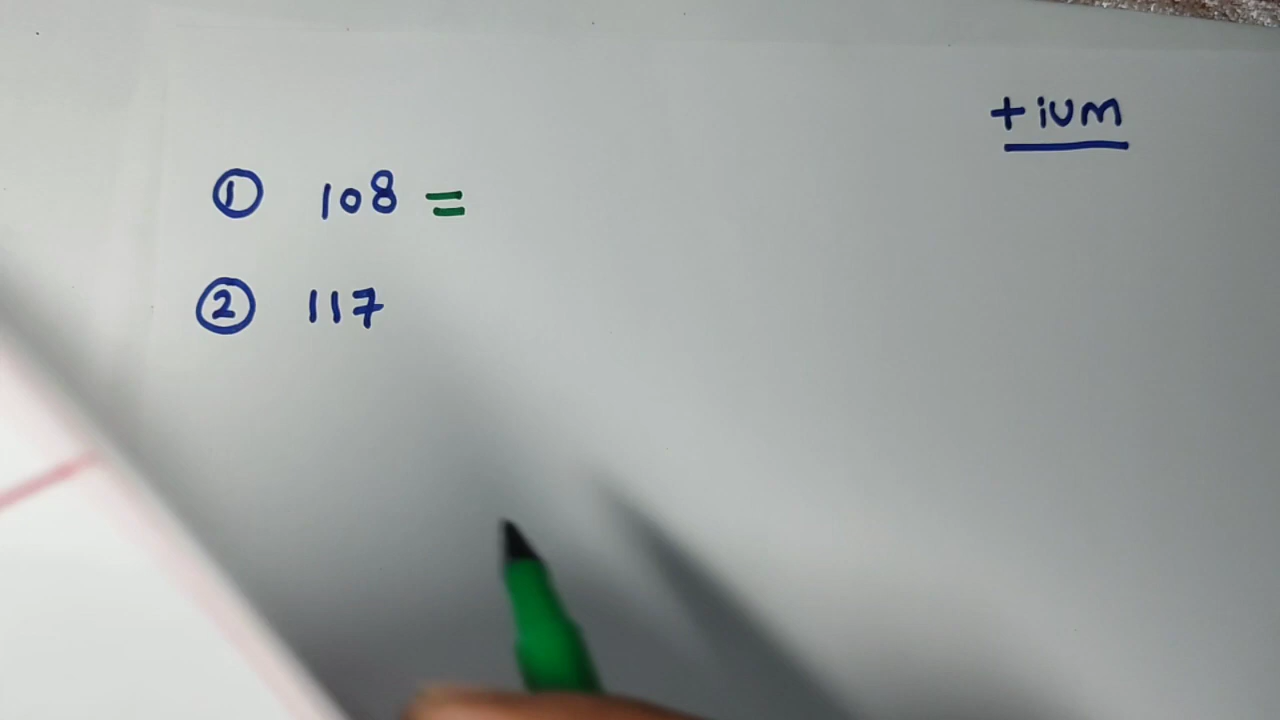 +ium
① 108 =
② 117